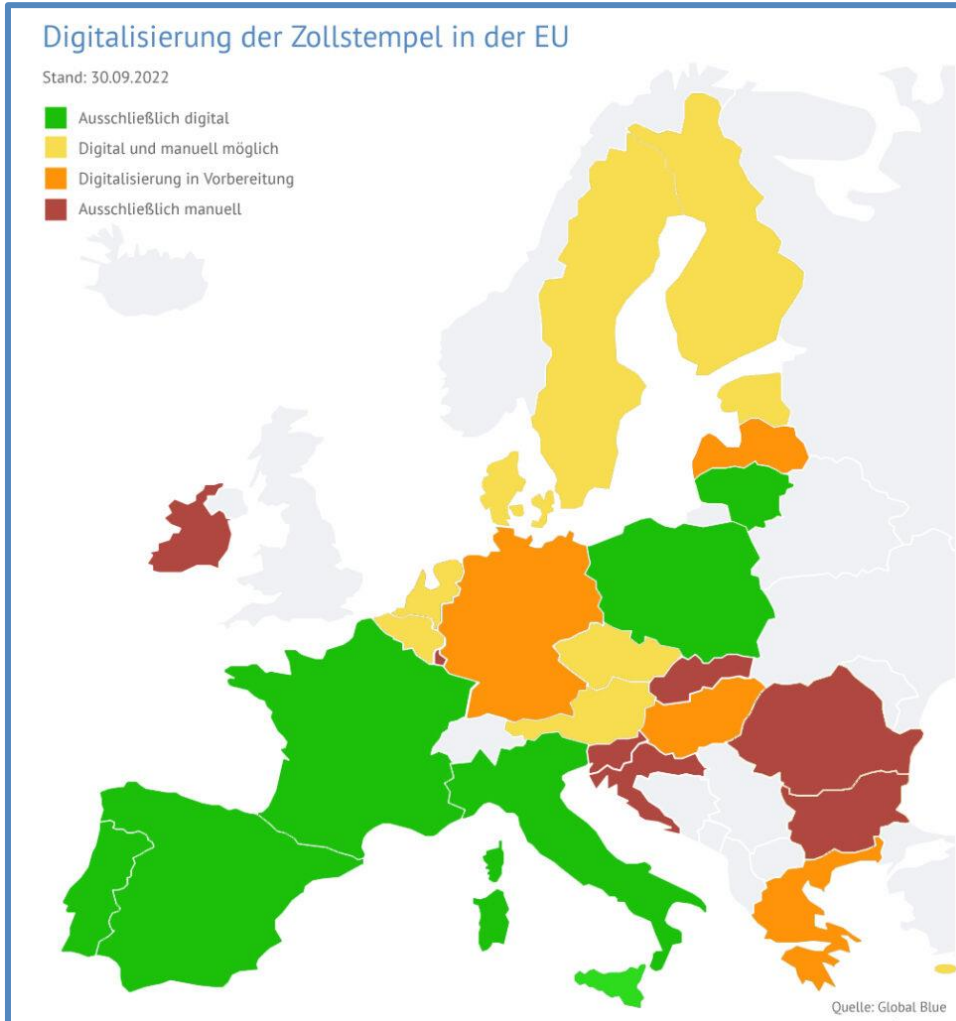 Digitalisierung der Zollstempel in der EU
Stand: 30.09.2022
Ausschließlich digital
Digital und manuell möglich
Digitalisierung in Vorbereitung
Ausschließlich manuell
Quelle: Global Blue